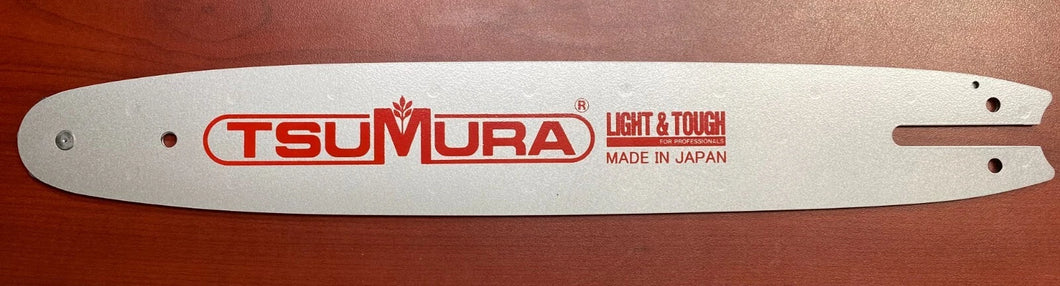 TSUMURA ®
LIGHT & TOUGH
FOR PROFESSIONALS
MADE IN JAPAN